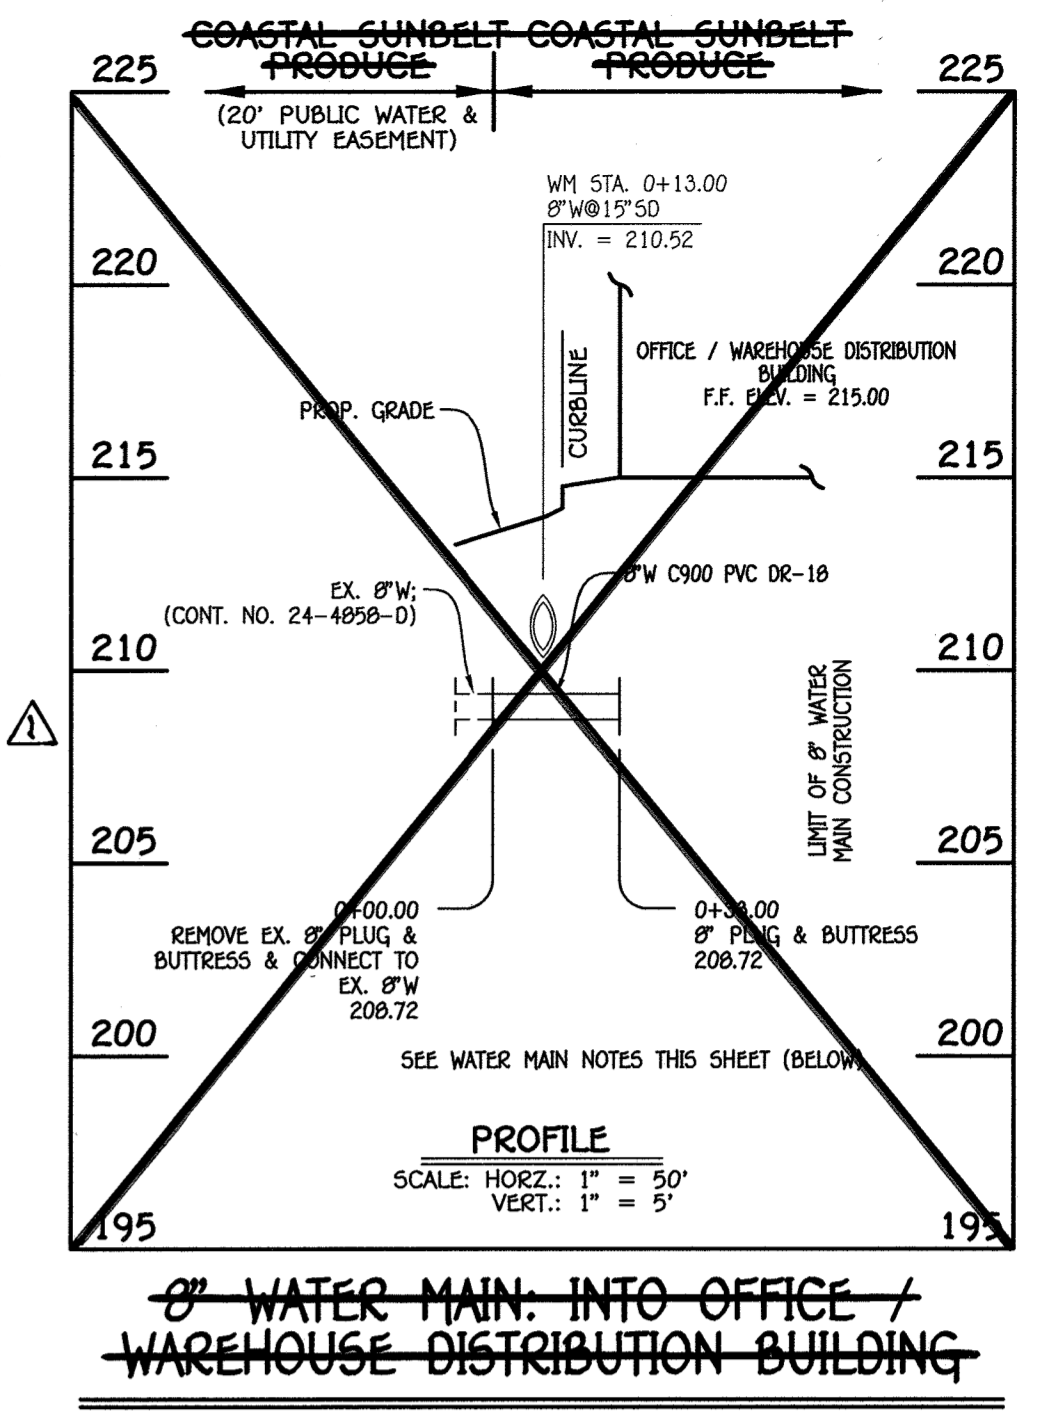 COASTAL SUNBELT COASTAL SUNBELT
PRODUCE PRODUCE
225 225
(20' PUBLIC WATER &
UTILITY EASEMENT)
WM STA. 0+13.00
8"W@15"SD
INV. = 210.52
220 220
CURBLINE
OFFICE / WAREHOUSE DISTRIBUTION
BUILDING
F.F. ELEV. = 215.00
PROP. GRADE
215 215
8"W C900 PVC DR-18
EX. 8"W;
(CONT. NO. 24-4858-D)
210 210
LIMIT OF 8" WATER
MAIN CONSTRUCTION
1
205 205
0+00.00
REMOVE EX. 8" PLUG &
BUTTRESS & CONNECT TO
EX. 8"W
208.72
8" PLUG & BUTTRESS
208.72
200 200
SEE WATER MAIN NOTES THIS SHEET (BELOW)
PROFILE
SCALE: HORZ.: 1" = 50'
VERT.: 1" = 5'
195 195
8" WATER MAIN: INTO OFFICE /
WAREHOUSE DISTRIBUTION BUILDING